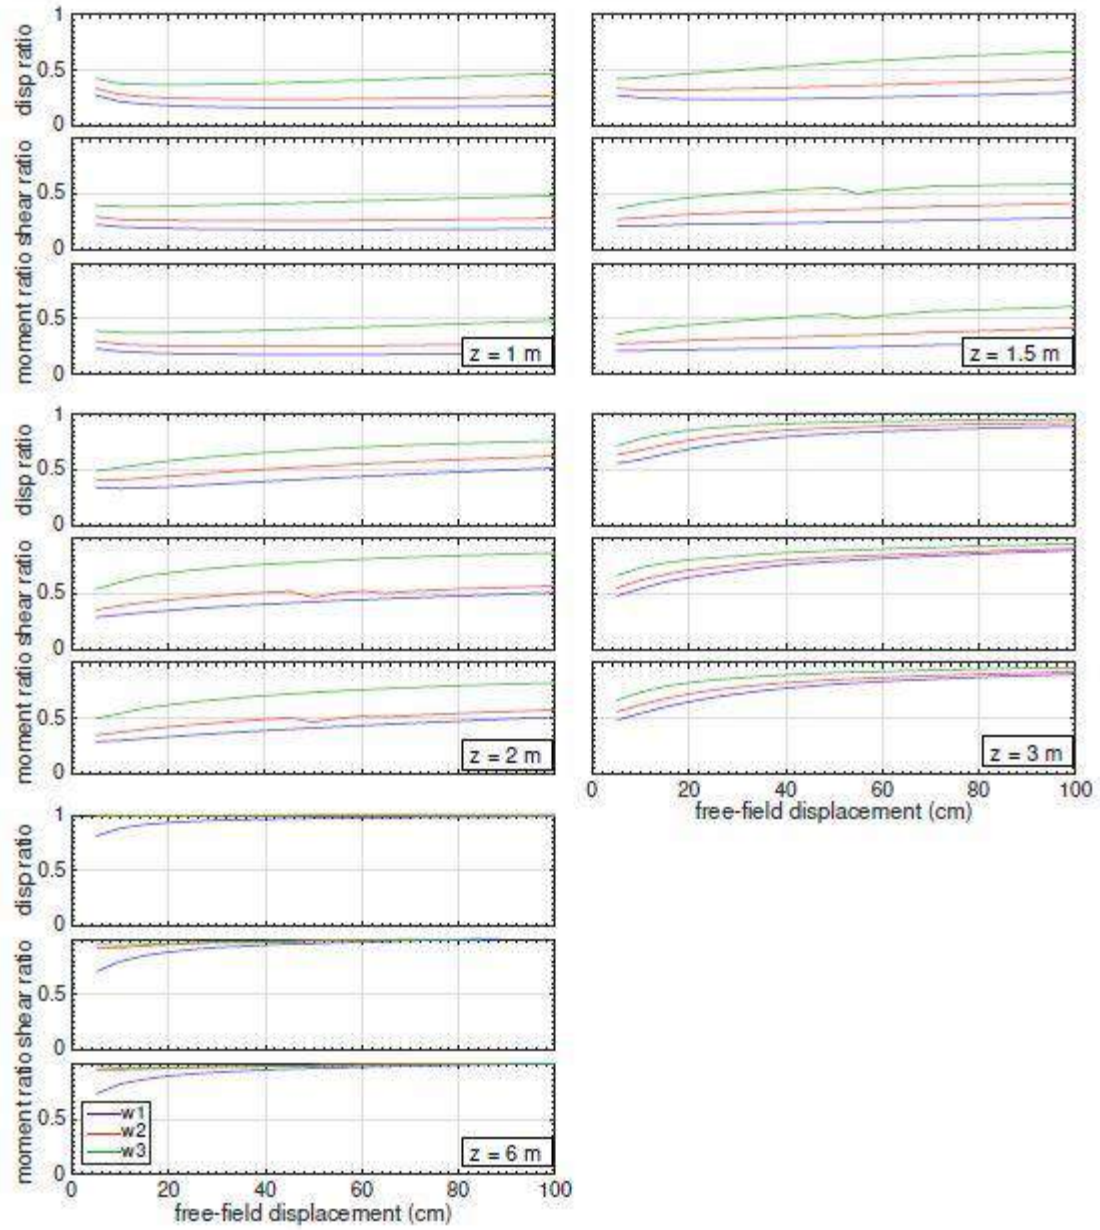 1
disp ratio
0.5
0
shear ratio
0.5
0
moment ratio
0.5
0
z = 1 m
z = 1.5 m
1
disp ratio
0.5
0
shear ratio
0.5
0
moment ratio
0.5
0
z = 2 m
z = 3 m
0 20 40 60 80 100
free-field displacement (cm)
1
disp ratio
0.5
0
shear ratio
0.5
0
moment ratio
0.5
0
w1
w2
w3
z = 6 m
0 20 40 60 80 100
free-field displacement (cm)